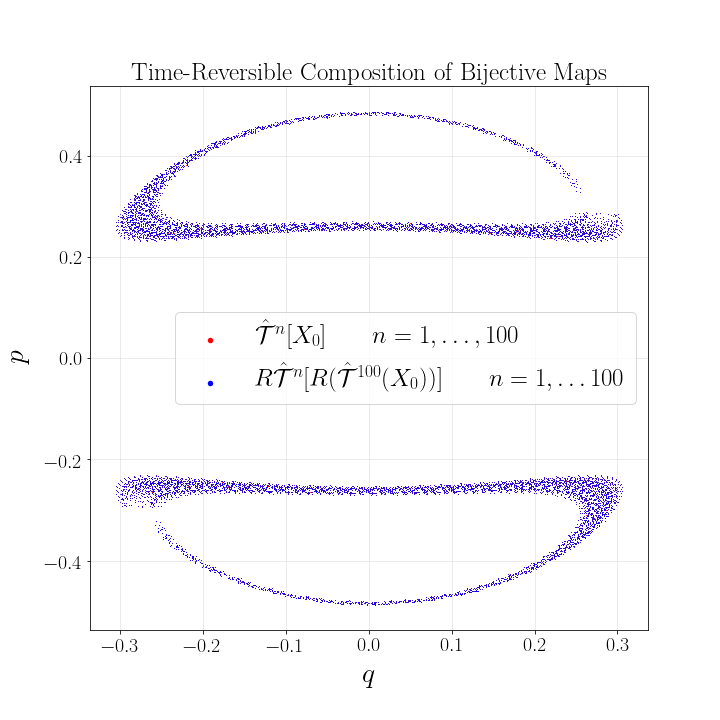 Time-Reversible Composition of Bijective Maps
0.4
0.2
0.0
−0.2
−0.4
p
𝒯̂ⁿ[X₀] n = 1, . . . , 100
R𝒯̂ⁿ[R(𝒯̂¹⁰⁰(X₀))] n = 1, . . . 100
−0.3 −0.2 −0.1 0.0 0.1 0.2 0.3
q